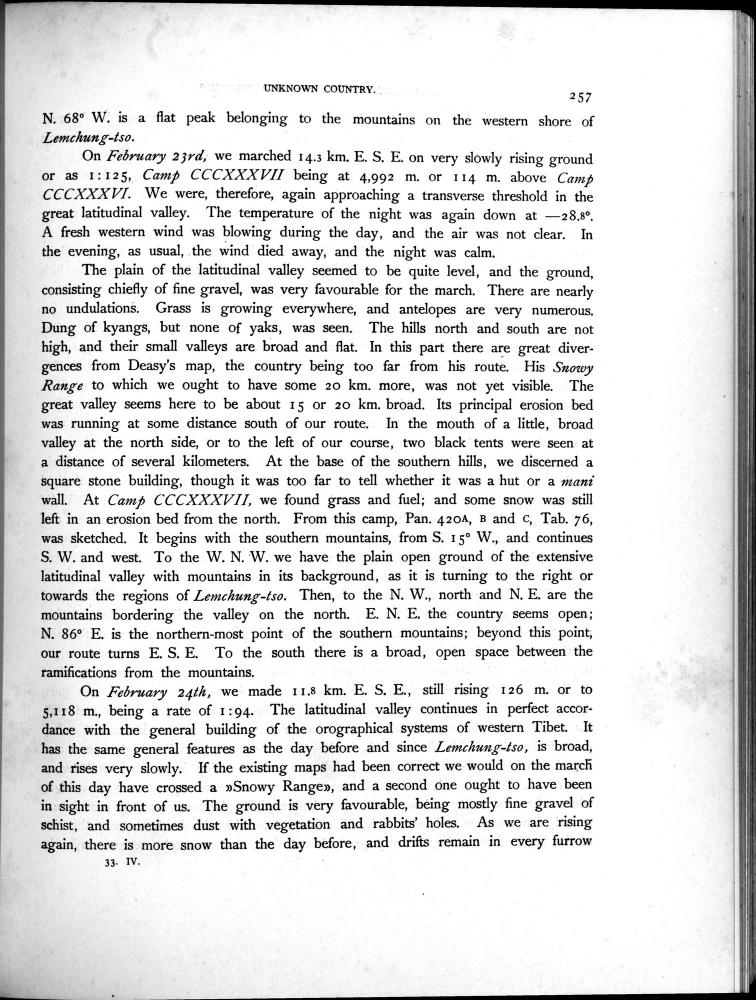 UNKNOWN COUNTRY.
257
N. 68° W. is a flat peak belonging to the mountains on the western shore of
Lemchung-tso.
On February 23rd, we marched 14.3 km. E. S. E. on very slowly rising ground
or as 1:125, Camp CCCXXXVII being at 4,992 m. or 114 m. above Camp
CCCXXXVI. We were, therefore, again approaching a transverse threshold in the
great latitudinal valley. The temperature of the night was again down at —28.8°.
A fresh western wind was blowing during the day, and the air was not clear. In
the evening, as usual, the wind died away, and the night was calm.
The plain of the latitudinal valley seemed to be quite level, and the ground,
consisting chiefly of fine gravel, was very favourable for the march. There are nearly
no undulations. Grass is growing everywhere, and antelopes are very numerous.
Dung of kyangs, but none of yaks, was seen. The hills north and south are not
high, and their small valleys are broad and flat. In this part there are great diver-
gences from Deasy's map, the country being too far from his route. His Snowy
Range to which we ought to have some 20 km. more, was not yet visible. The
great valley seems here to be about 15 or 20 km. broad. Its principal erosion bed
was running at some distance south of our route. In the mouth of a little, broad
valley at the north side, or to the left of our course, two black tents were seen at
a distance of several kilometers. At the base of the southern hills, we discerned a
square stone building, though it was too far to tell whether it was a hut or a mani
wall. At Camp CCCXXXVII, we found grass and fuel; and some snow was still
left in an erosion bed from the north. From this camp, Pan. 420A, B and C, Tab. 76,
was sketched. It begins with the southern mountains, from S. 15° W., and continues
S. W. and west. To the W. N. W. we have the plain open ground of the extensive
latitudinal valley with mountains in its background, as it is turning to the right or
towards the regions of Lemchung-tso. Then, to the N. W., north and N. E. are the
mountains bordering the valley on the north. E. N. E. the country seems open;
N. 86° E. is the northern-most point of the southern mountains; beyond this point,
our route turns E. S. E. To the south there is a broad, open space between the
ramifications from the mountains.
On February 24th, we made 11.8 km. E. S. E., still rising 126 m. or to
5,118 m., being a rate of 1:94. The latitudinal valley continues in perfect accor-
dance with the general building of the orographical systems of western Tibet. It
has the same general features as the day before and since Lemchung-tso, is broad,
and rises very slowly. If the existing maps had been correct we would on the march
of this day have crossed a »Snowy Range», and a second one ought to have been
in sight in front of us. The ground is very favourable, being mostly fine gravel of
schist, and sometimes dust with vegetation and rabbits' holes. As we are rising
again, there is more snow than the day before, and drifts remain in every furrow
33. IV.